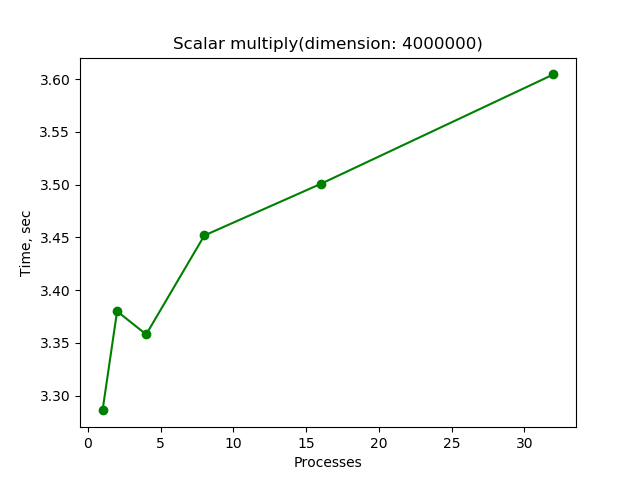 Scalar multiply(dimension: 4000000)
3.60
3.55
3.50
3.45
3.40
3.35
3.30
Time, sec
0 5 10 15 20 25 30
Processes